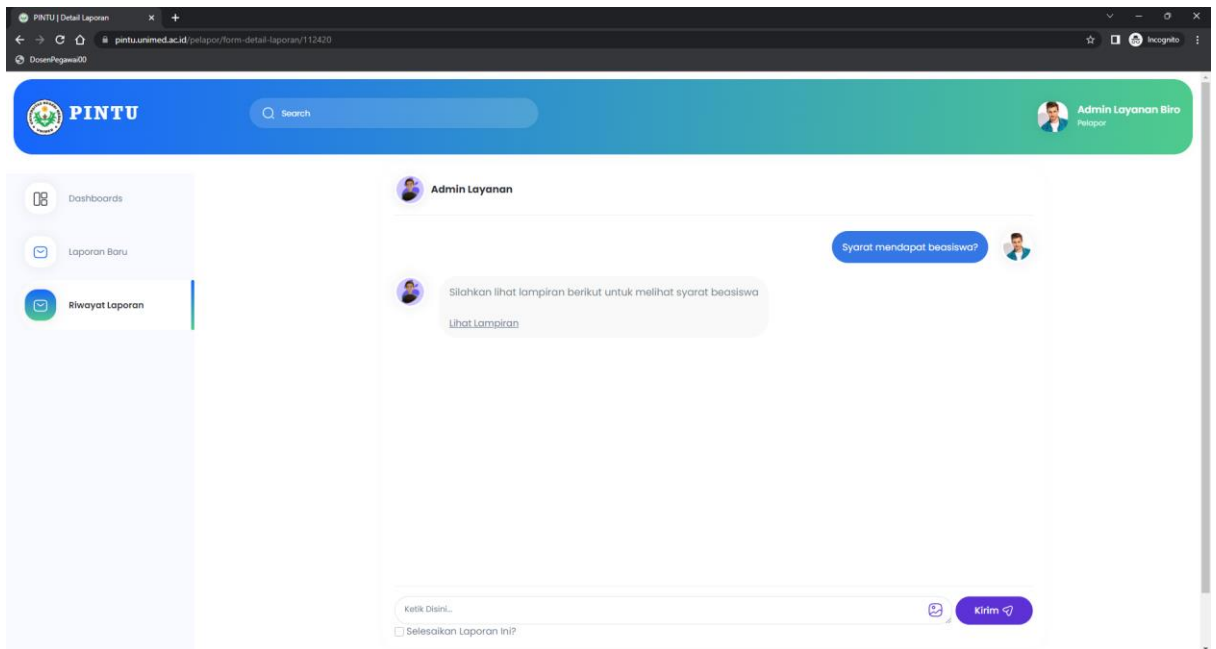 PINTU | Detail Laporan
pintu.unimed.ac.id/pelapor/form-detail-laporan/112420
Incognito
DosenPegawai00
PINTU
Search
Admin Layanan Biro
Pelapor
Dashboards
Laporan Baru
Riwayat Laporan
Admin Layanan
Syarat mendapat beasiswa?
Silahkan lihat lampiran berikut untuk melihat syarat beasiswa
Lihat Lampiran
Ketik Disini...
Kirim
Selesaikan Laporan Ini?